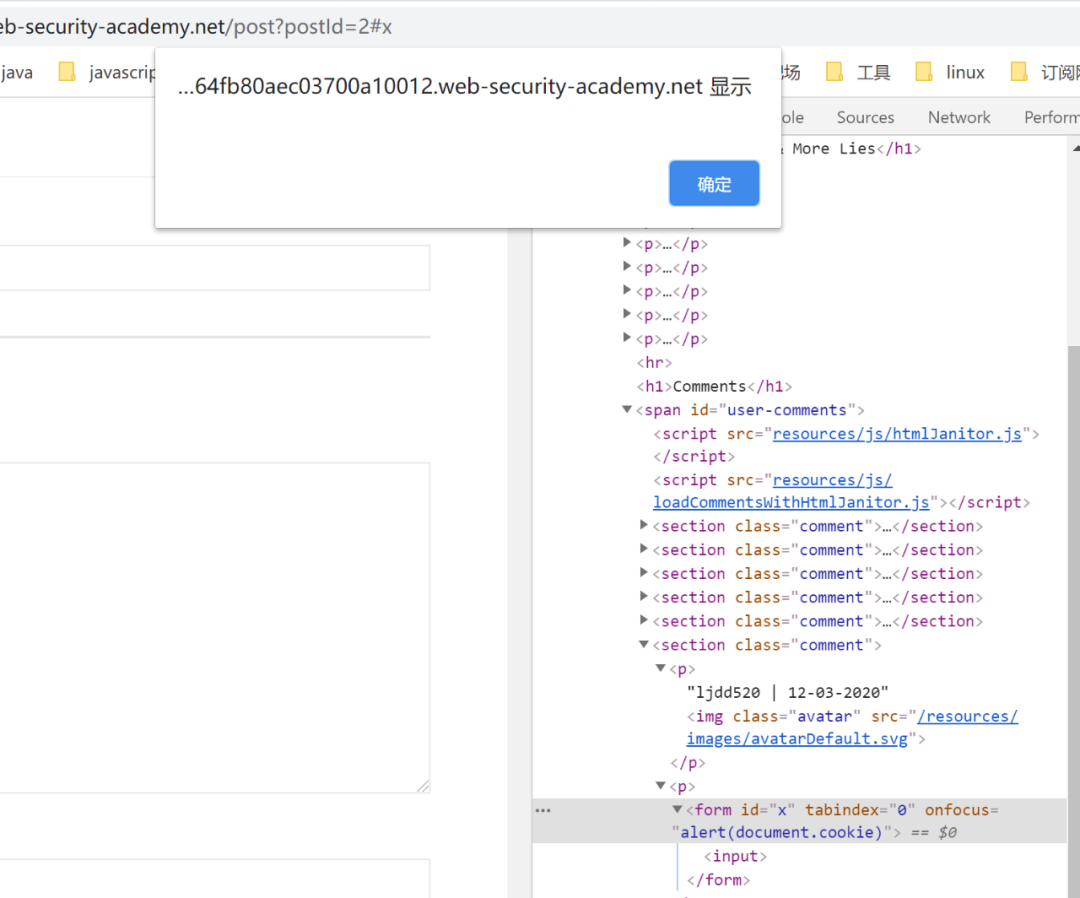 eb-security-academy.net/post?postId=2#x
java
javascrip
场
工具
linux
订阅网
...64fb80aec03700a10012.web-security-academy.net 显示
确定
ole
Sources
Network
Perform
More Lies</h1>
▶<p>…</p>
▶<p>…</p>
▶<p>…</p>
▶<p>…</p>
▶<p>…</p>
<hr>
<h1>Comments</h1>
▼<span id="user-comments">
<script src="resources/js/htmlJanitor.js">
</script>
<script src="resources/js/
loadCommentsWithHtmlJanitor.js"></script>
▶<section class="comment">…</section>
▶<section class="comment">…</section>
▶<section class="comment">…</section>
▶<section class="comment">…</section>
▶<section class="comment">…</section>
▼<section class="comment">
▼<p>
"ljdd520 | 12-03-2020"
<img class="avatar" src="/resources/
images/avatarDefault.svg">
</p>
▼<p>
… ▼<form id="x" tabindex="0" onfocus=
"alert(document.cookie)"> == $0
<input>
</form>